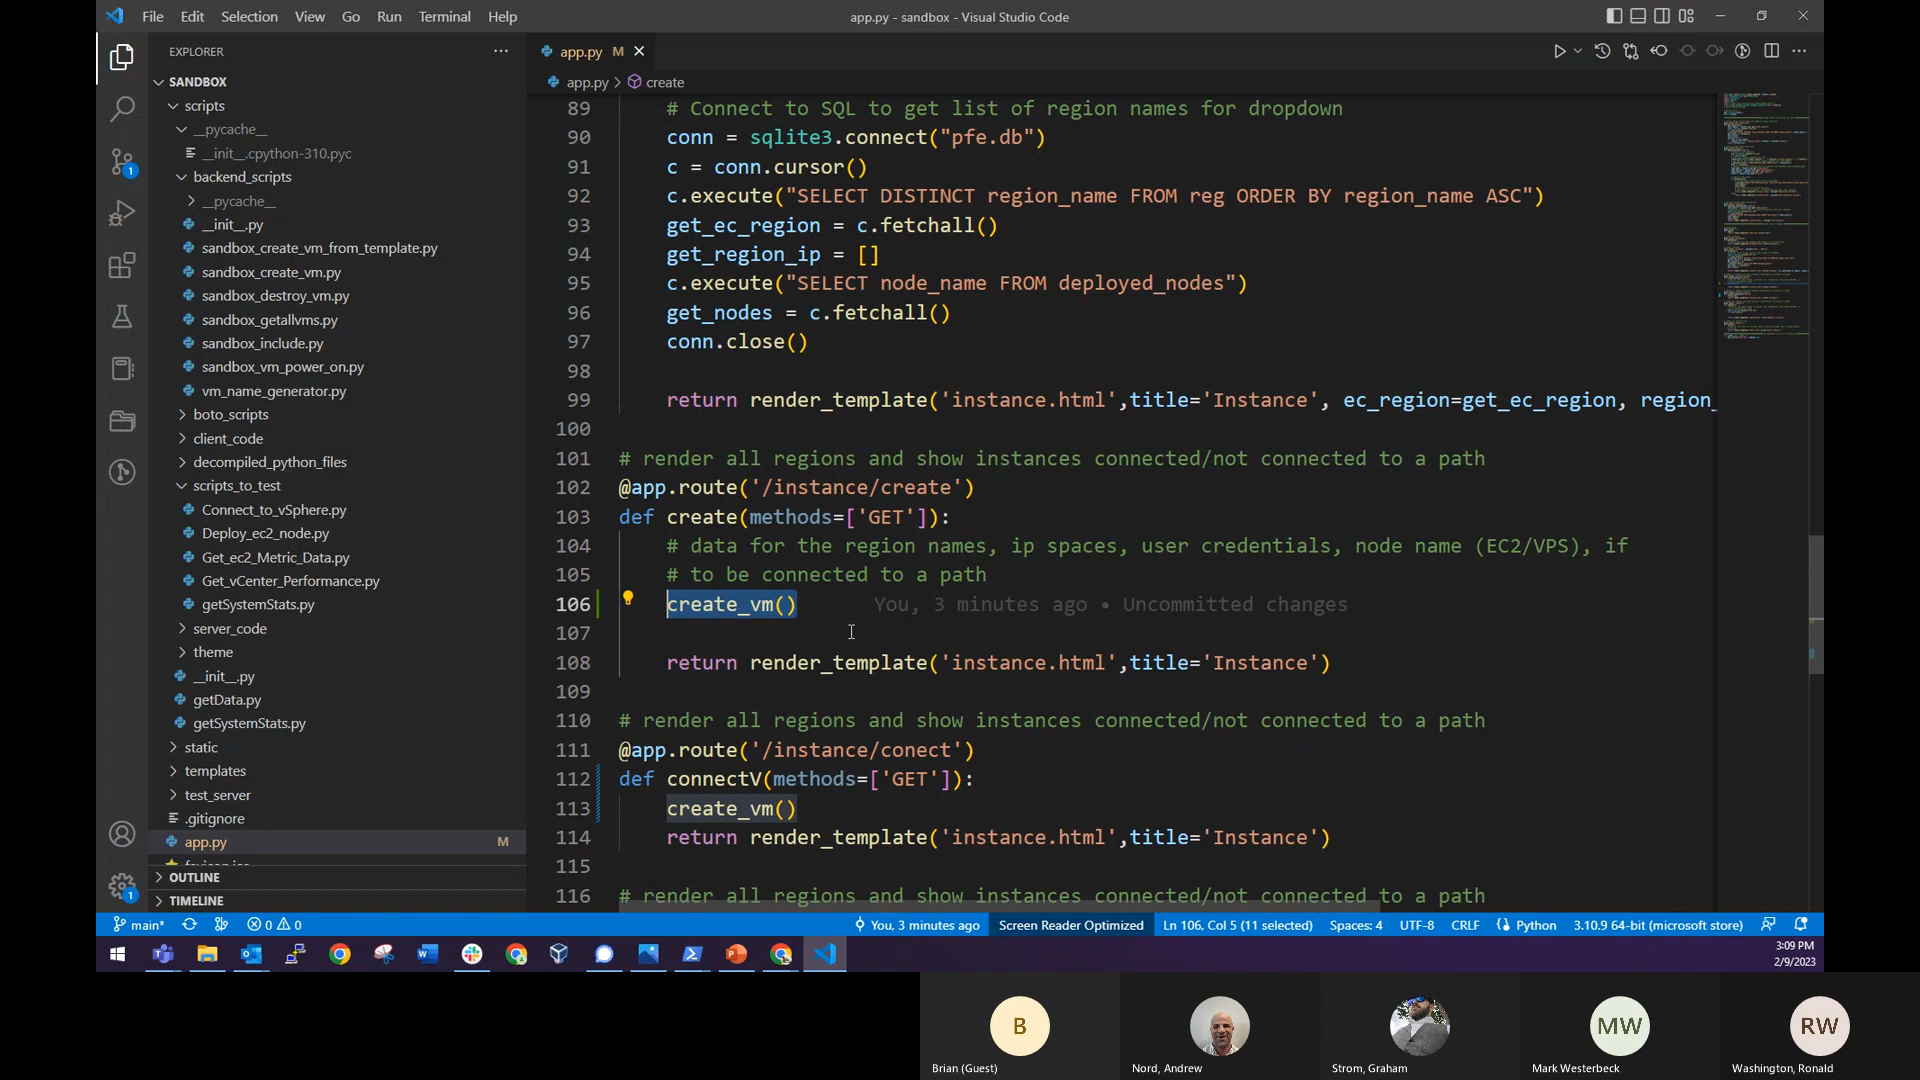 File Edit Selection View Go Run Terminal Help
app.py - sandbox - Visual Studio Code
EXPLORER
SANDBOX
scripts
__pycache__
__init__.cpython-310.pyc
backend_scripts
__pycache__
__init__.py
sandbox_create_vm_from_template.py
sandbox_create_vm.py
sandbox_destroy_vm.py
sandbox_getallvms.py
sandbox_include.py
sandbox_vm_power_on.py
vm_name_generator.py
boto_scripts
client_code
decompiled_python_files
scripts_to_test
Connect_to_vSphere.py
Deploy_ec2_node.py
Get_ec2_Metric_Data.py
Get_vCenter_Performance.py
getSystemStats.py
server_code
theme
__init__.py
getData.py
getSystemStats.py
static
templates
test_server
.gitignore
app.py M
OUTLINE
TIMELINE
1
1
app.py M
app.py > create
89 # Connect to SQL to get list of region names for dropdown
90 conn = sqlite3.connect("pfe.db")
91 c = conn.cursor()
92 c.execute("SELECT DISTINCT region_name FROM reg ORDER BY region_name ASC")
93 get_ec_region = c.fetchall()
94 get_region_ip = []
95 c.execute("SELECT node_name FROM deployed_nodes")
96 get_nodes = c.fetchall()
97 conn.close()
98
99 return render_template('instance.html',title='Instance', ec_region=get_ec_region, region_
100
101 # render all regions and show instances connected/not connected to a path
102 @app.route('/instance/create')
103 def create(methods=['GET']):
104 # data for the region names, ip spaces, user credentials, node name (EC2/VPS), if
105 # to be connected to a path
106 create_vm() You, 3 minutes ago • Uncommitted changes
107
108 return render_template('instance.html',title='Instance')
109
110 # render all regions and show instances connected/not connected to a path
111 @app.route('/instance/conect')
112 def connectV(methods=['GET']):
113 create_vm()
114 return render_template('instance.html',title='Instance')
115
116 # render all regions and show instances connected/not connected to a path
main* 0 0 You, 3 minutes ago Screen Reader Optimized Ln 106, Col 5 (11 selected) Spaces: 4 UTF-8 CRLF Python 3.10.9 64-bit (microsoft store)
3:09 PM
2/9/2023
B MW RW
Brian (Guest) Nord, Andrew Strom, Graham Mark Westerbeck Washington, Ronald